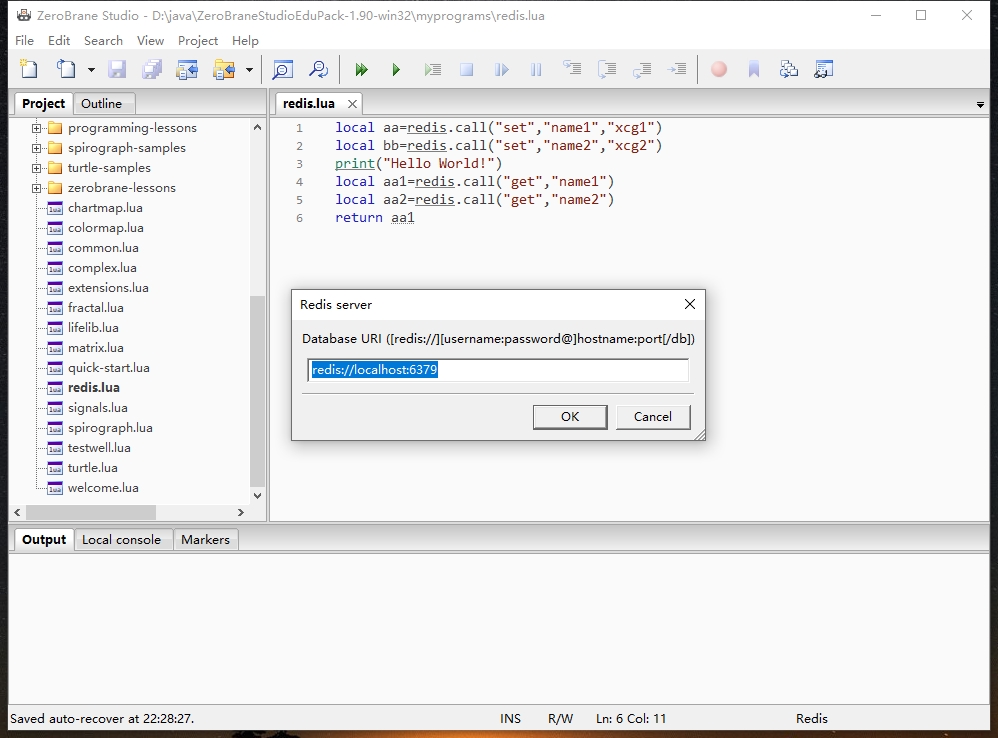 ZeroBrane Studio - D:\java\ZeroBraneStudioEduPack-1.90-win32\myprograms\redis.lua
File Edit Search View Project Help
Project Outline
programming-lessons
spirograph-samples
turtle-samples
zerobrane-lessons
chartmap.lua
colormap.lua
common.lua
complex.lua
extensions.lua
fractal.lua
lifelib.lua
matrix.lua
quick-start.lua
redis.lua
signals.lua
spirograph.lua
testwell.lua
turtle.lua
welcome.lua
redis.lua
1 local aa=redis.call("set","name1","xcg1")
2 local bb=redis.call("set","name2","xcg2")
3 print("Hello World!")
4 local aa1=redis.call("get","name1")
5 local aa2=redis.call("get","name2")
6 return aa1
Redis server
Database URI ([redis://][username:password@]hostname:port[/db])
redis://localhost:6379
OK Cancel
Output Local console Markers
Saved auto-recover at 22:28:27. INS R/W Ln: 6 Col: 11 Redis